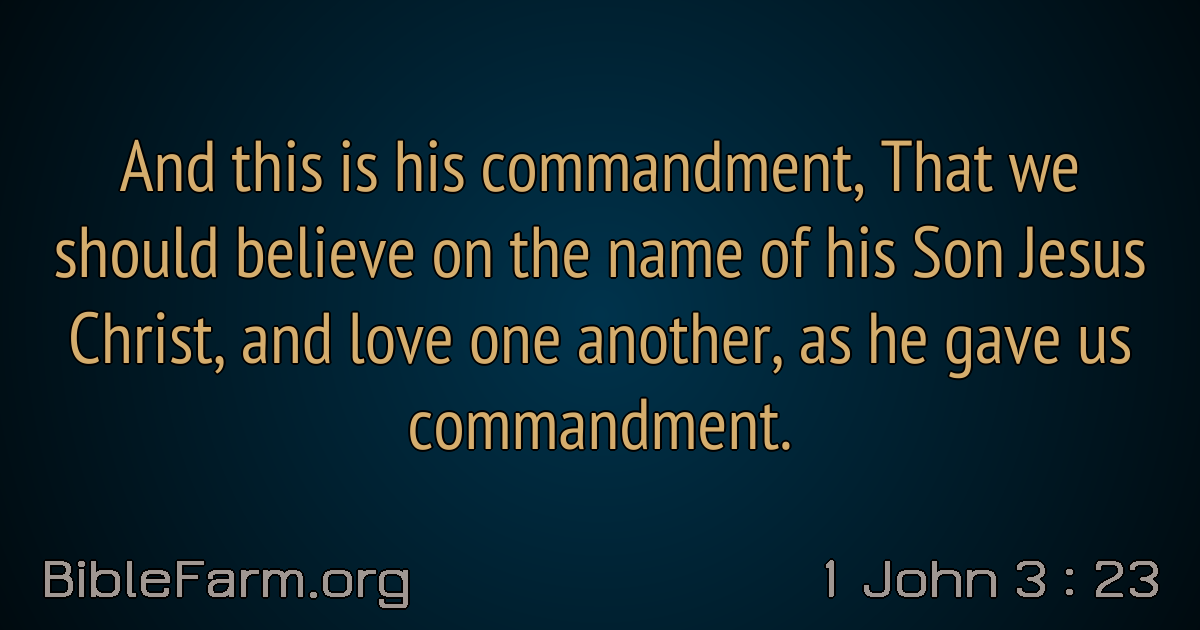 And this is his commandment, That we
should believe on the name of his Son Jesus
Christ, and love one another, as he gave us
commandment.
BibleFarm.org
1 John 3 : 23